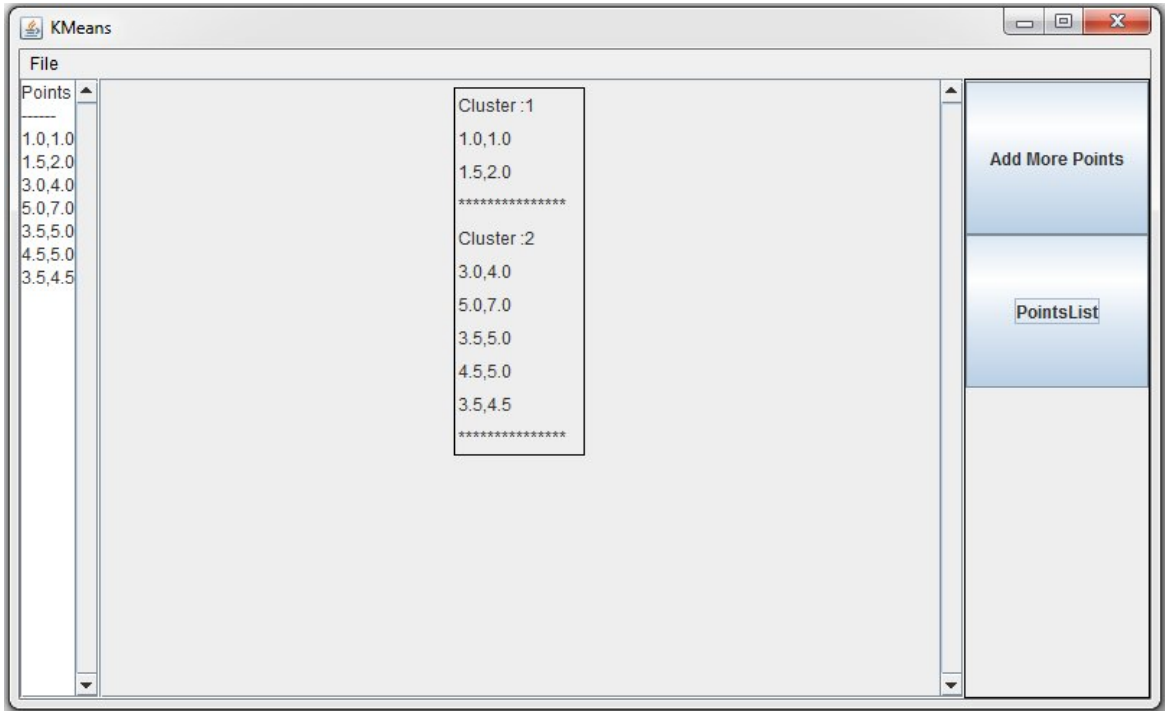 KMeans
File
Points
------
1.0,1.0
1.5,2.0
3.0,4.0
5.0,7.0
3.5,5.0
4.5,5.0
3.5,4.5
Cluster :1
1.0,1.0
1.5,2.0
***************
Cluster :2
3.0,4.0
5.0,7.0
3.5,5.0
4.5,5.0
3.5,4.5
***************
Add More Points
PointsList